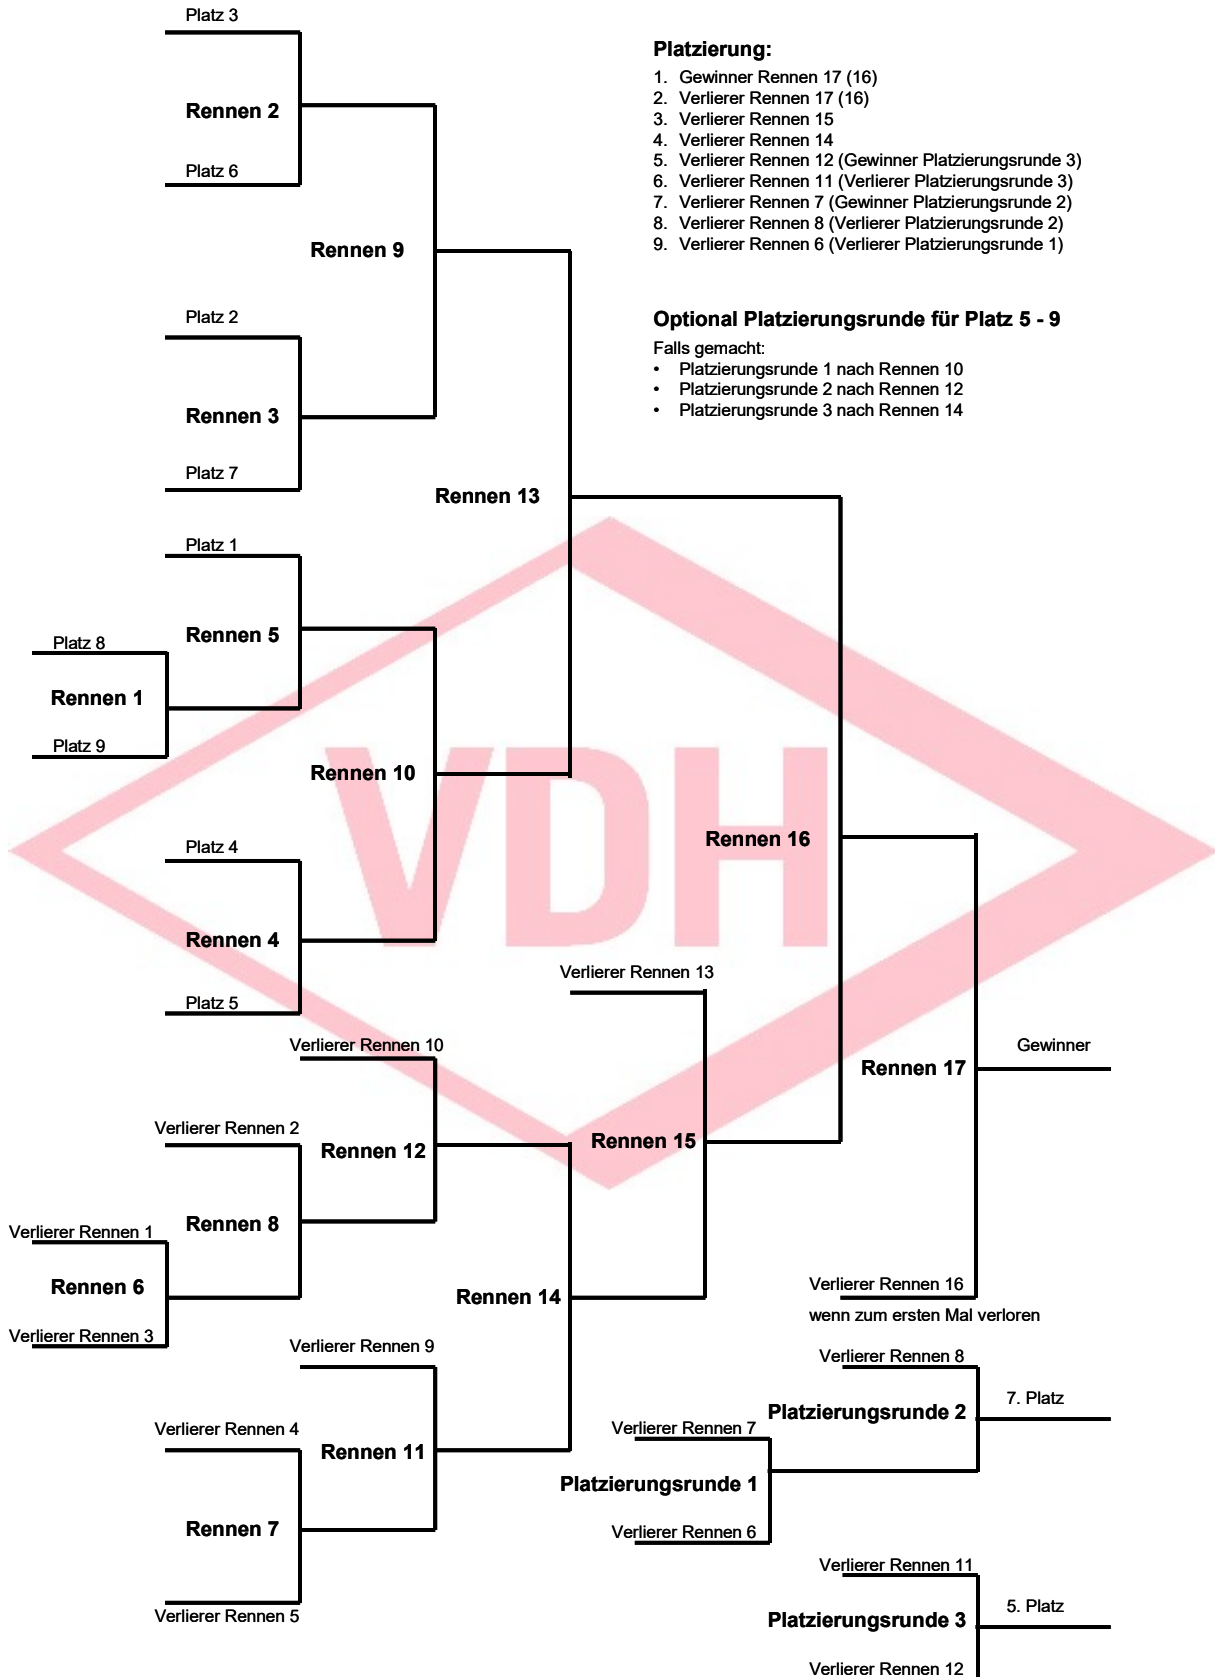 Platz 3
Rennen 2
Platz 6
Rennen 9
Platz 2
Rennen 3
Platz 7
Rennen 13
Platz 1
Rennen 5
Platz 8
Rennen 1
Platz 9
Rennen 10
Platz 4
Rennen 4
Platz 5
Platzierung:
1. Gewinner Rennen 17 (16)
2. Verlierer Rennen 17 (16)
3. Verlierer Rennen 15
4. Verlierer Rennen 14
5. Verlierer Rennen 12 (Gewinner Platzierungsrunde 3)
6. Verlierer Rennen 11 (Verlierer Platzierungsrunde 3)
7. Verlierer Rennen 7 (Gewinner Platzierungsrunde 2)
8. Verlierer Rennen 8 (Verlierer Platzierungsrunde 2)
9. Verlierer Rennen 6 (Verlierer Platzierungsrunde 1)
Optional Platzierungsrunde für Platz 5 - 9
Falls gemacht:
• Platzierungsrunde 1 nach Rennen 10
• Platzierungsrunde 2 nach Rennen 12
• Platzierungsrunde 3 nach Rennen 14
VDH
Rennen 16
Verlierer Rennen 13
Verlierer Rennen 10
Gewinner
Rennen 17
Verlierer Rennen 2
Rennen 12
Rennen 15
Rennen 8
Verlierer Rennen 1
Rennen 6
Verlierer Rennen 3
Rennen 14
Verlierer Rennen 16
wenn zum ersten Mal verloren
Verlierer Rennen 9
Verlierer Rennen 4
Rennen 11
Rennen 7
Verlierer Rennen 5
Verlierer Rennen 8
Platzierungsrunde 2
7. Platz
Verlierer Rennen 7
Platzierungsrunde 1
Verlierer Rennen 6
Verlierer Rennen 11
Platzierungsrunde 3
5. Platz
Verlierer Rennen 12